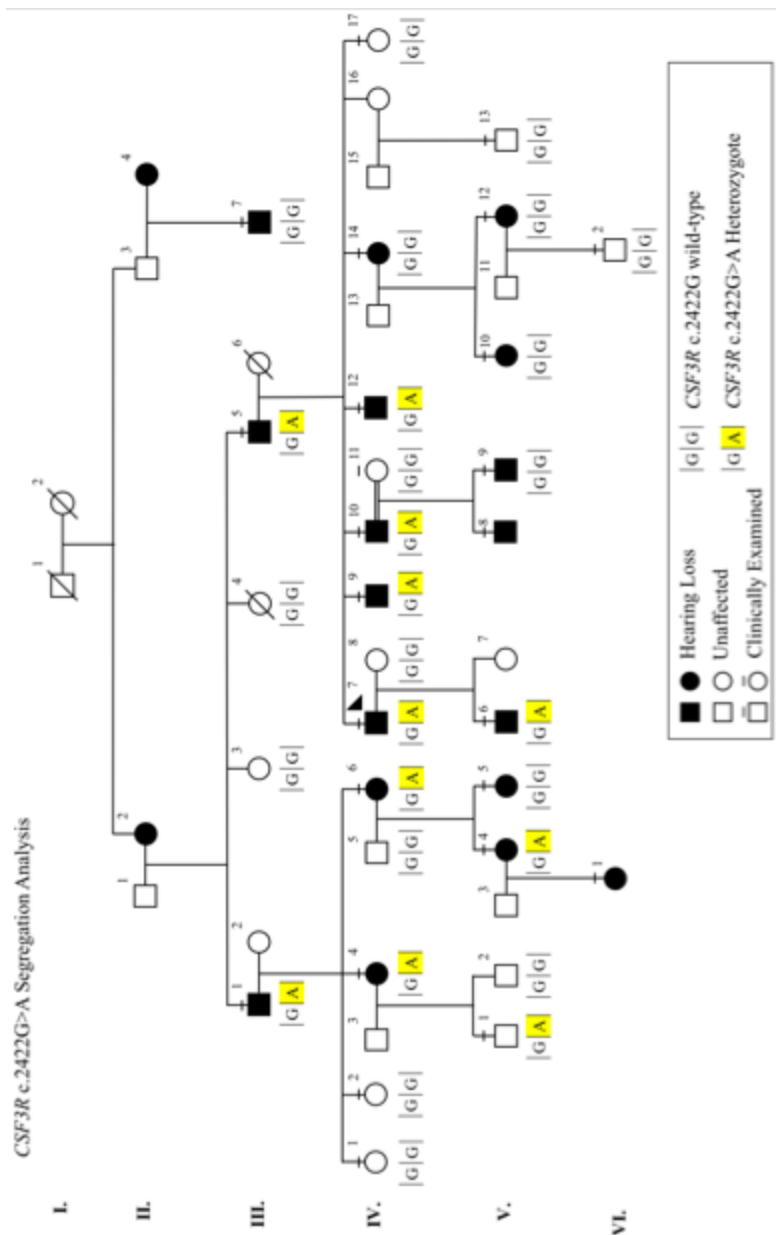 CSF3R c.2422G>A Segregation Analysis
I. 1 2
II. 1 2 3 4
III. 1 2 3 4 5 6 7
|G|A| |G|G| |G|G| |G|A| |G|G|
IV. 1 2 3 4 5 6 7 8 9 10 11 12 13 14 15 16 17
|G|G| |G|G| |G|A| |G|G| |G|A| |G|A| |G|G| |G|A| |G|A| |G|G| |G|A| |G|G| |G|G|
V. 1 2 3 4 5 6 7 8 9 10 11 12 13
|G|A| |G|G| |G|A| |G|G| |G|A| |G|G| |G|G| |G|G| |G|G|
VI. 1 2
|G|G|
Hearing Loss |G|G| CSF3R c.2422G wild-type
Unaffected |G|A| CSF3R c.2422G>A Heterozygote
Clinically Examined